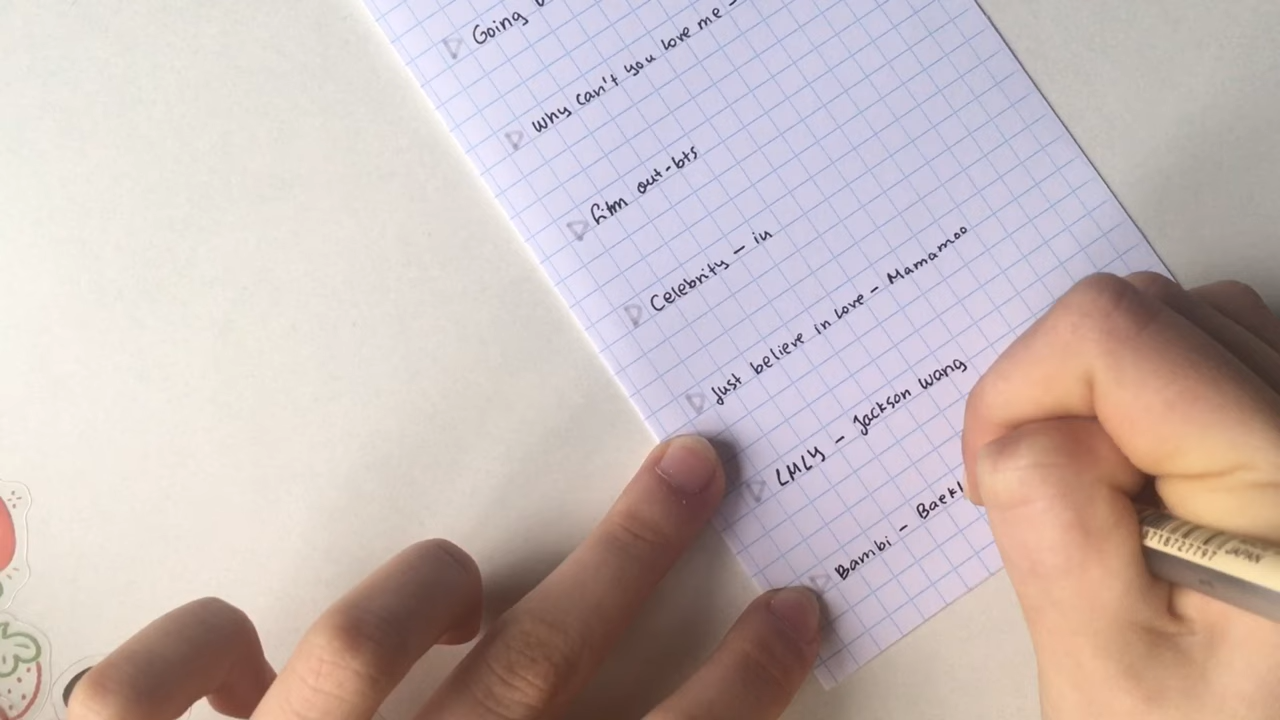 Going
Why can't you love me -
film out-bts
Celebrity - iu
Just believe in love - Mamamoo
LMLY - Jackson Wang
Bambi - Baek
JAPAN